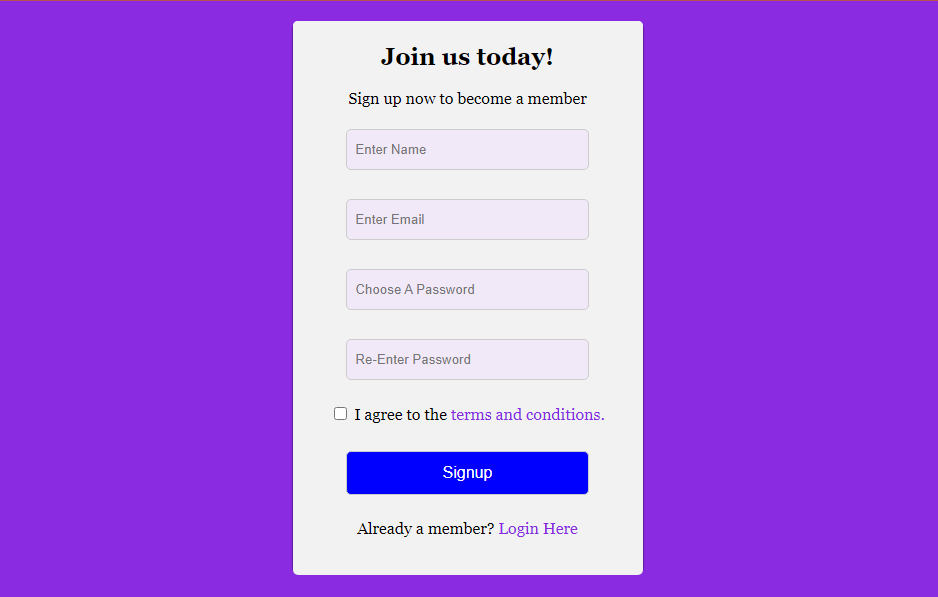 Join us today!
Sign up now to become a member
Enter Name
Enter Email
Choose A Password
Re-Enter Password
I agree to the terms and conditions.
Signup
Already a member? Login Here